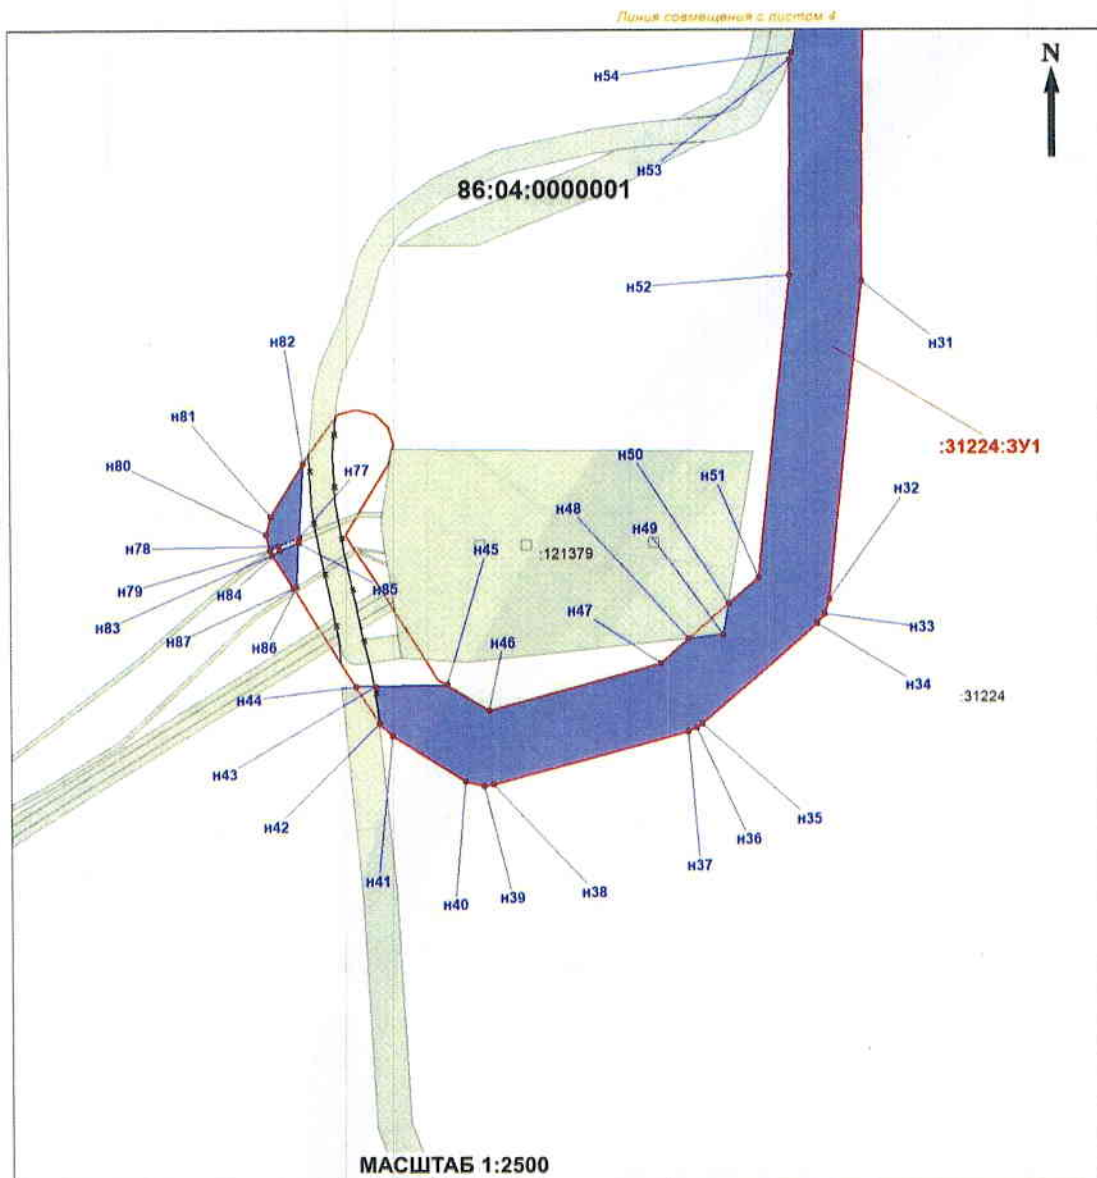 Линия совмещения с листом 4
N
н54
н53
86:04:0000001
н52
н31
н82
:31224:ЗУ1
н81
н50
н80
н77
н51
н32
н48
н49
н78
н45
:121379
н79
н84
н85
н83
н87
н47
н33
н86
н46
н34
н44
:31224
н43
н35
н42
н36
н37
н41
н38
н39
н40
МАСШТАБ 1:2500